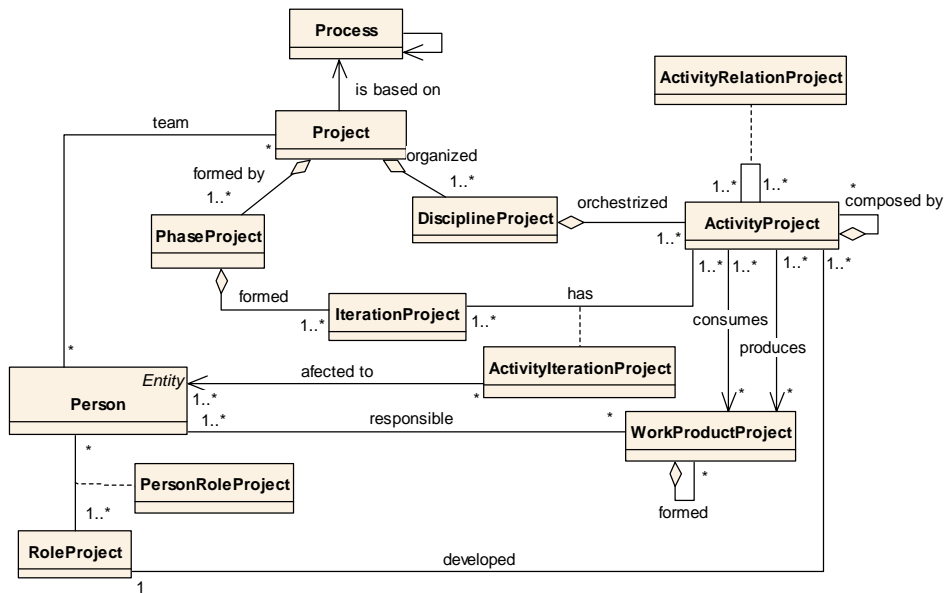 Process
ActivityRelationProject
is based on
team
Project
*
organized
formed by
1..*
1..*
1..*
1..*
*
composed by
DisciplineProject
orchestrized
ActivityProject
PhaseProject
1..*
1..*
1..*
1..*
1..*
formed
has
IterationProject
1..*
1..*
consumes
produces
*
Entity
Person
afected to
ActivityIterationProject
1..*
*
*
*
1..*
responsible
*
WorkProductProject
*
PersonRoleProject
*
formed
1..*
RoleProject
developed
1